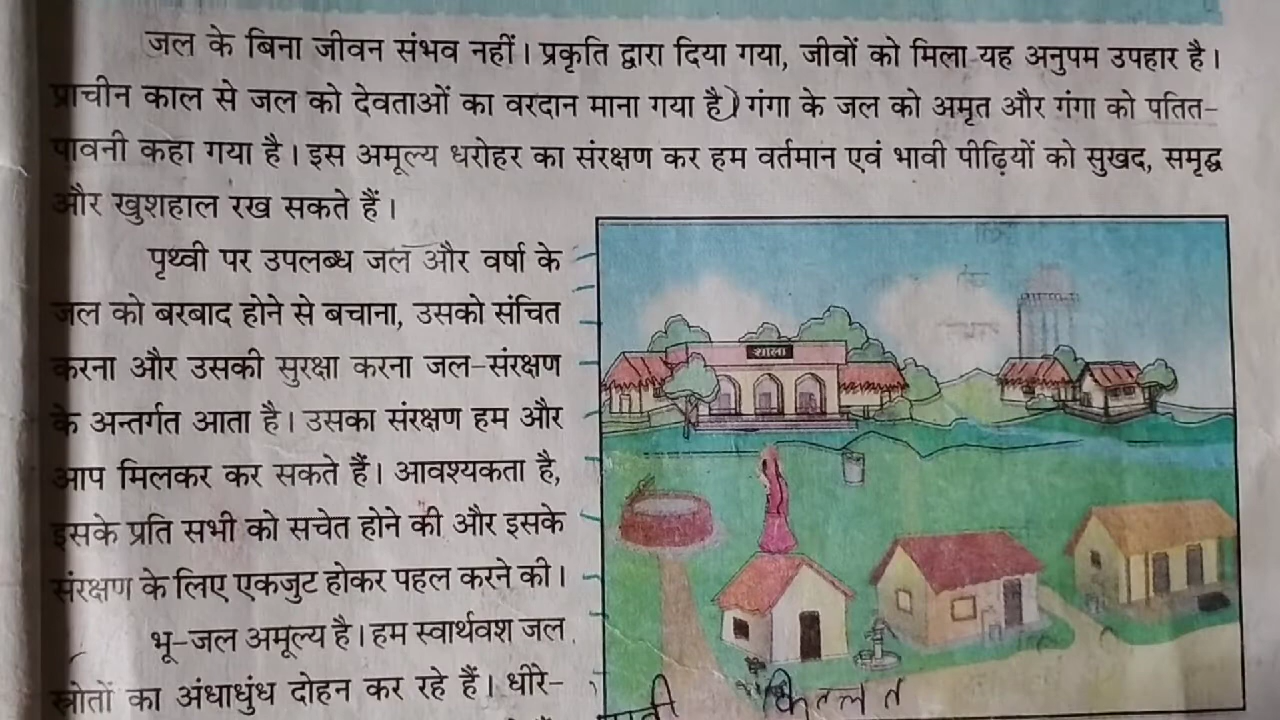 जल के बिना जीवन संभव नहीं। प्रकृति द्वारा दिया गया, जीवों को मिला यह अनुपम उपहार है।
प्राचीन काल से जल को देवताओं का वरदान माना गया है। गंगा के जल को अमृत और गंगा को पतित-
पावनी कहा गया है। इस अमूल्य धरोहर का संरक्षण कर हम वर्तमान एवं भावी पीढ़ियों को सुखद, समृद्ध
और खुशहाल रख सकते हैं।
पृथ्वी पर उपलब्ध जल और वर्षा के
जल को बरबाद होने से बचाना, उसको संचित
करना और उसकी सुरक्षा करना जल-संरक्षण
के अन्तर्गत आता है। उसका संरक्षण हम और
आप मिलकर कर सकते हैं। आवश्यकता है,
इसके प्रति सभी को सचेत होने की और इसके
संरक्षण के लिए एकजुट होकर पहल करने की।
भू-जल अमूल्य है। हम स्वार्थवश जल
स्रोतों का अंधाधुंध दोहन कर रहे हैं। धीरे-
शाला